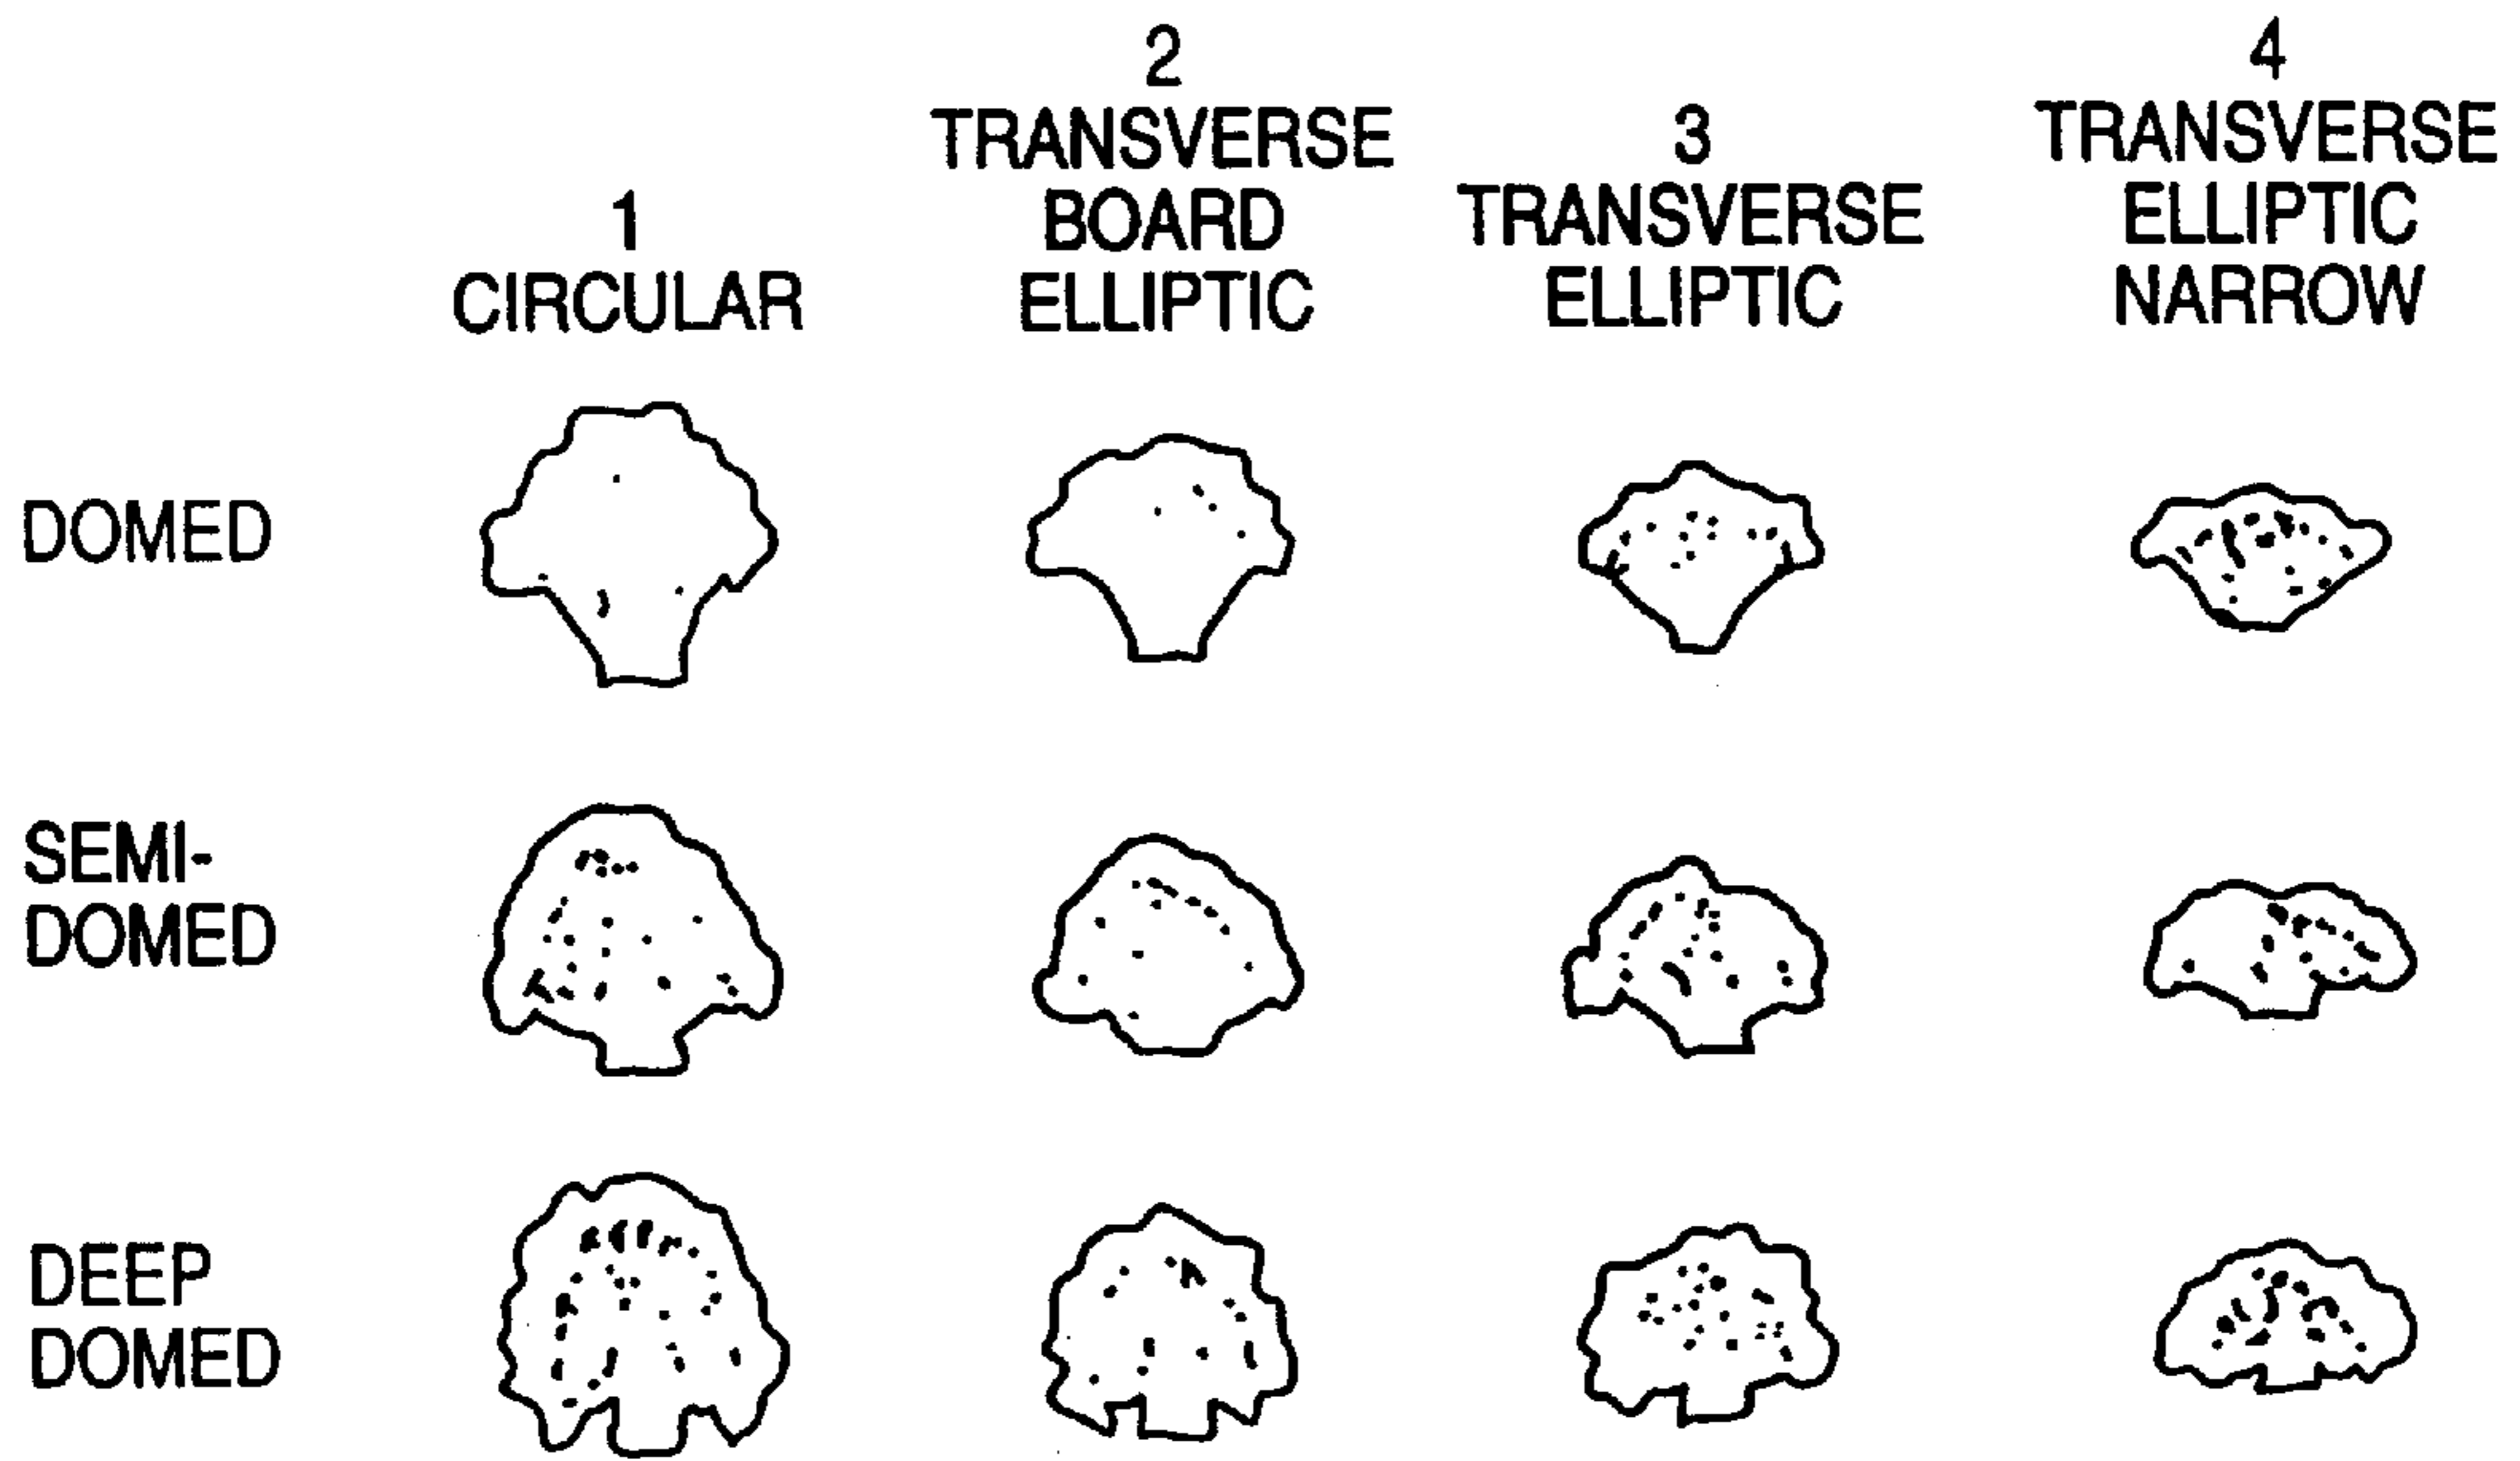 1
CIRCULAR
2
TRANSVERSE
BOARD
ELLIPTIC
3
TRANSVERSE
ELLIPTIC
4
TRANSVERSE
ELLIPTIC
NARROW
DOMED
SEMI-
DOMED
DEEP
DOMED